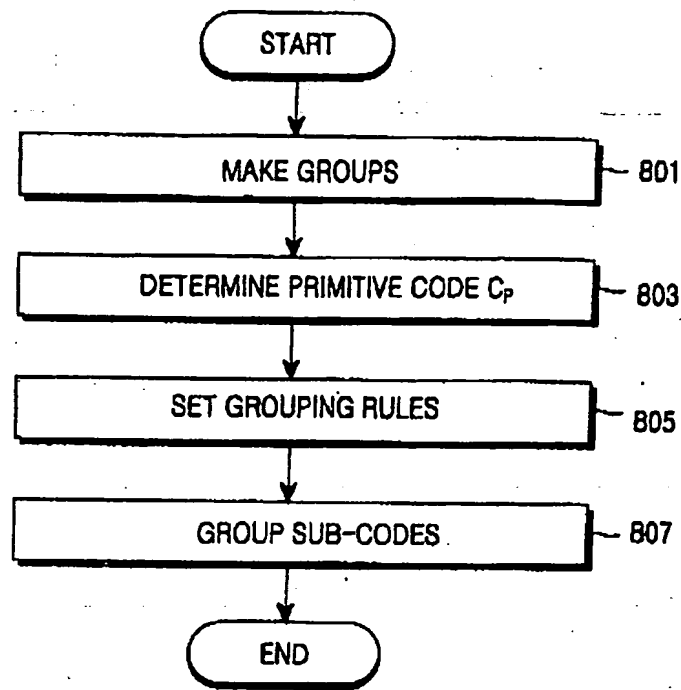 START
MAKE GROUPS 801
DETERMINE PRIMITIVE CODE CP 803
SET GROUPING RULES 805
GROUP SUB-CODES 807
END